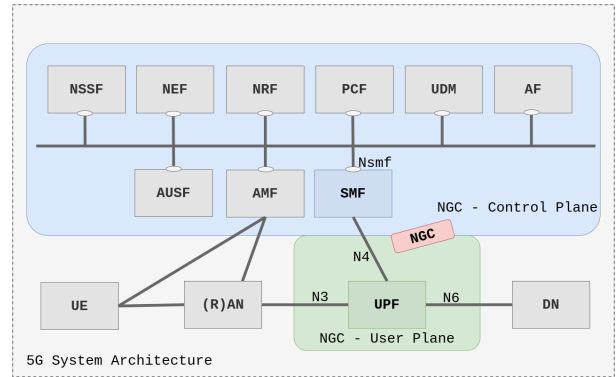 NSSF
NEF
NRF
PCF
UDM
AF
Nsmf
AUSF
AMF
SMF
NGC - Control Plane
NGC
N4
UE
(R)AN
N3
UPF
N6
DN
NGC - User Plane
5G System Architecture